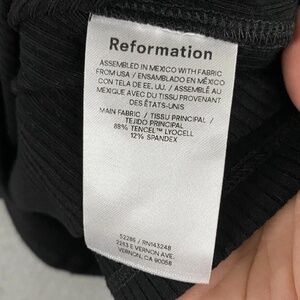 Reformation
ASSEMBLED IN MEXICO WITH FABRIC
FROM USA / ENSAMBLADO EN MÉXICO
CON TELA DE EE. UU. / ASSEMBLÉ AU
MEXIQUE AVEC DU TISSU PROVENANT
DES ÉTATS-UNIS
MAIN FABRIC / TISSU PRINCIPAL /
TEJIDO PRINCIPAL
88% TENCEL™ LYOCELL
12% SPANDEX
52286 / RN143248
2263 E VERNON AVE.
VERNON, CA 90058